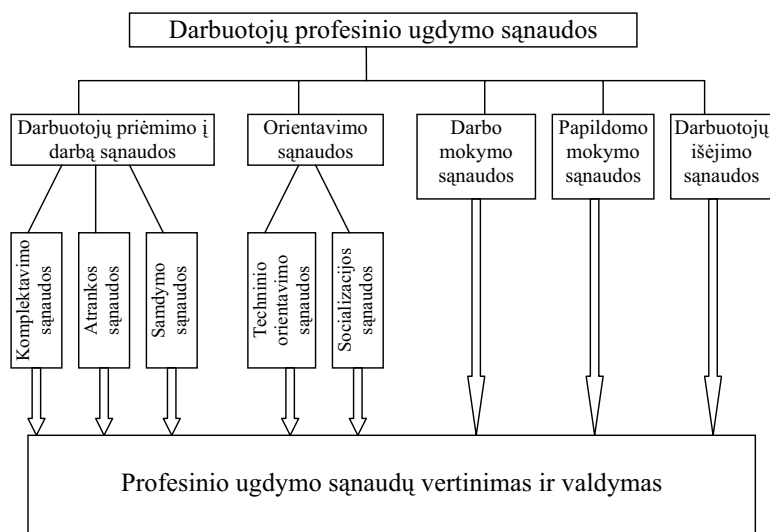 Darbuotojų profesinio ugdymo sąnaudos
Darbuotojų priėmimo į
darbą sąnaudos
Orientavimo
sąnaudos
Darbo
mokymo
sąnaudos
Papildomo
mokymo
sąnaudos
Darbuotojų
išėjimo
sąnaudos
Komplektavimo
sąnaudos
Atrankos
sąnaudos
Samdymo
sąnaudos
Techninio
orientavimo
sąnaudos
Socializacijos
sąnaudos
Profesinio ugdymo sąnaudų vertinimas ir valdymas